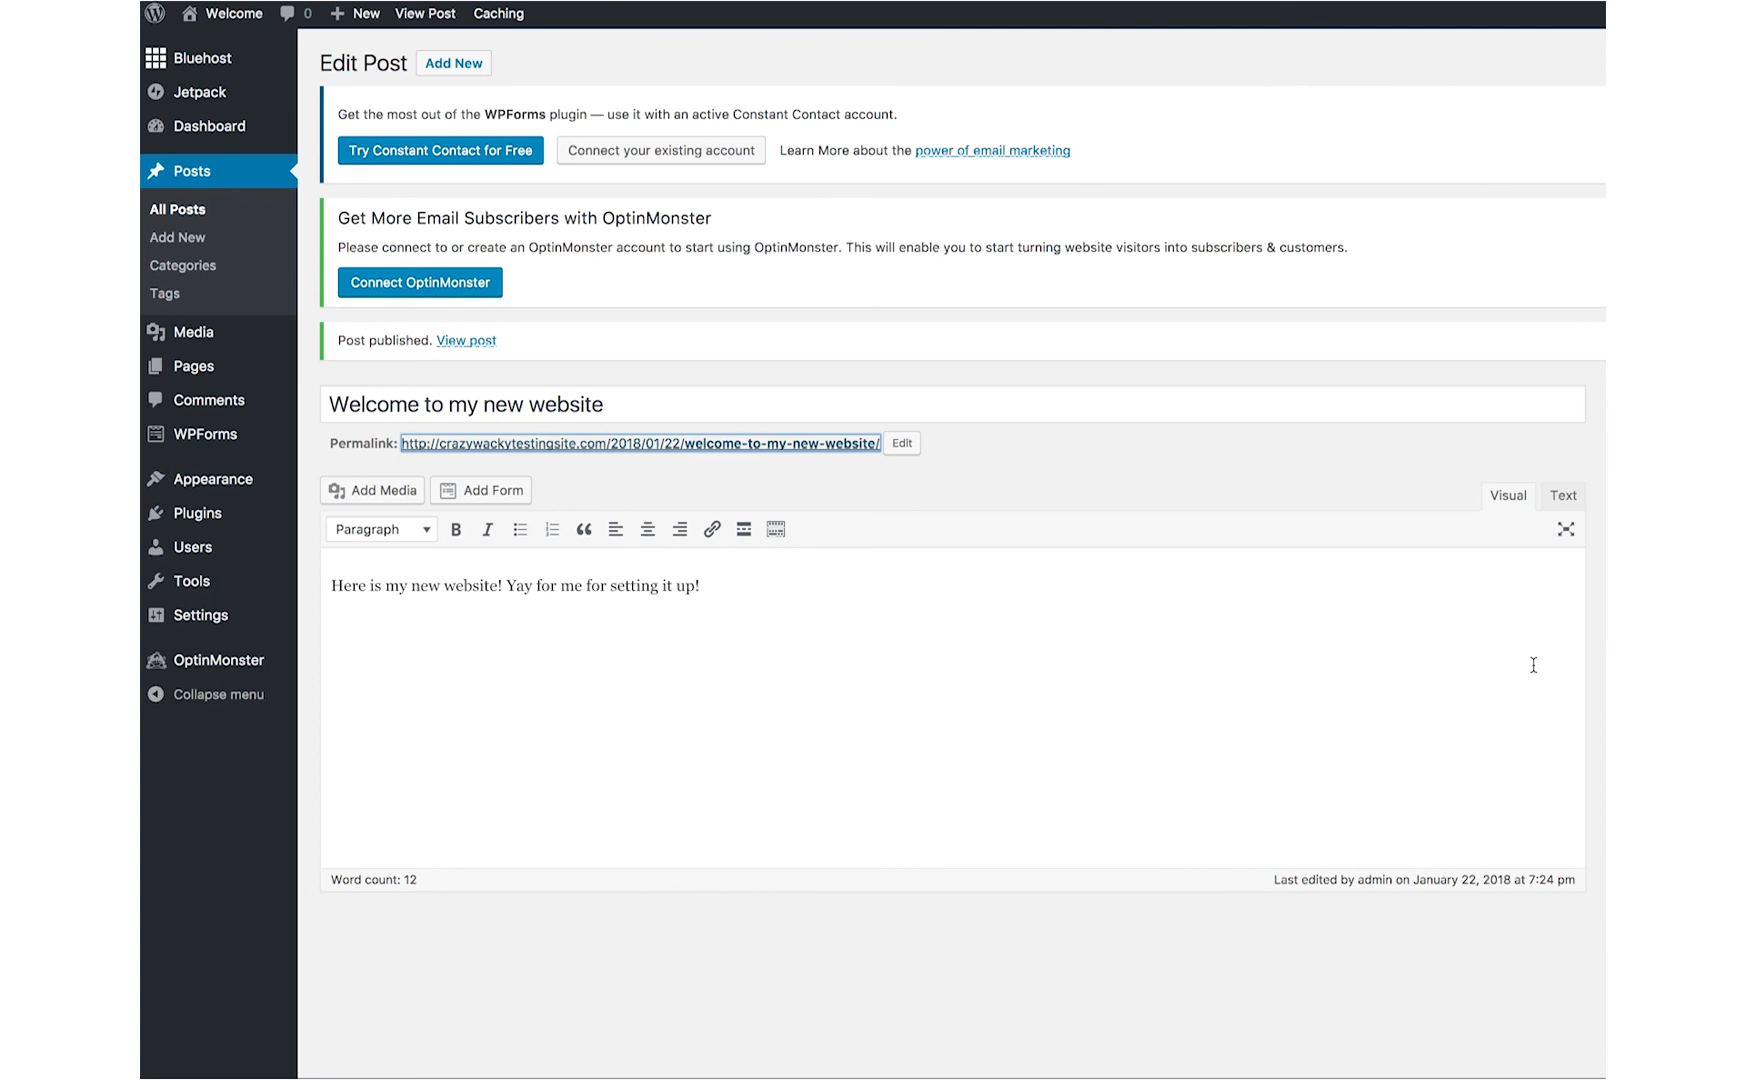 Welcome 0 New View Post Caching
Bluehost
Jetpack
Dashboard
Posts
All Posts
Add New
Categories
Tags
Media
Pages
Comments
WPForms
Appearance
Plugins
Users
Tools
Settings
OptinMonster
Collapse menu
Edit Post Add New
Get the most out of the WPForms plugin — use it with an active Constant Contact account.
Try Constant Contact for Free Connect your existing account Learn More about the power of email marketing
Get More Email Subscribers with OptinMonster
Please connect to or create an OptinMonster account to start using OptinMonster. This will enable you to start turning website visitors into subscribers & customers.
Connect OptinMonster
Post published. View post
Welcome to my new website
Permalink: http://crazywackytestingsite.com/2018/01/22/welcome-to-my-new-website/ Edit
Add Media Add Form Visual Text
Paragraph B I
Here is my new website! Yay for me for setting it up!
Word count: 12 Last edited by admin on January 22, 2018 at 7:24 pm